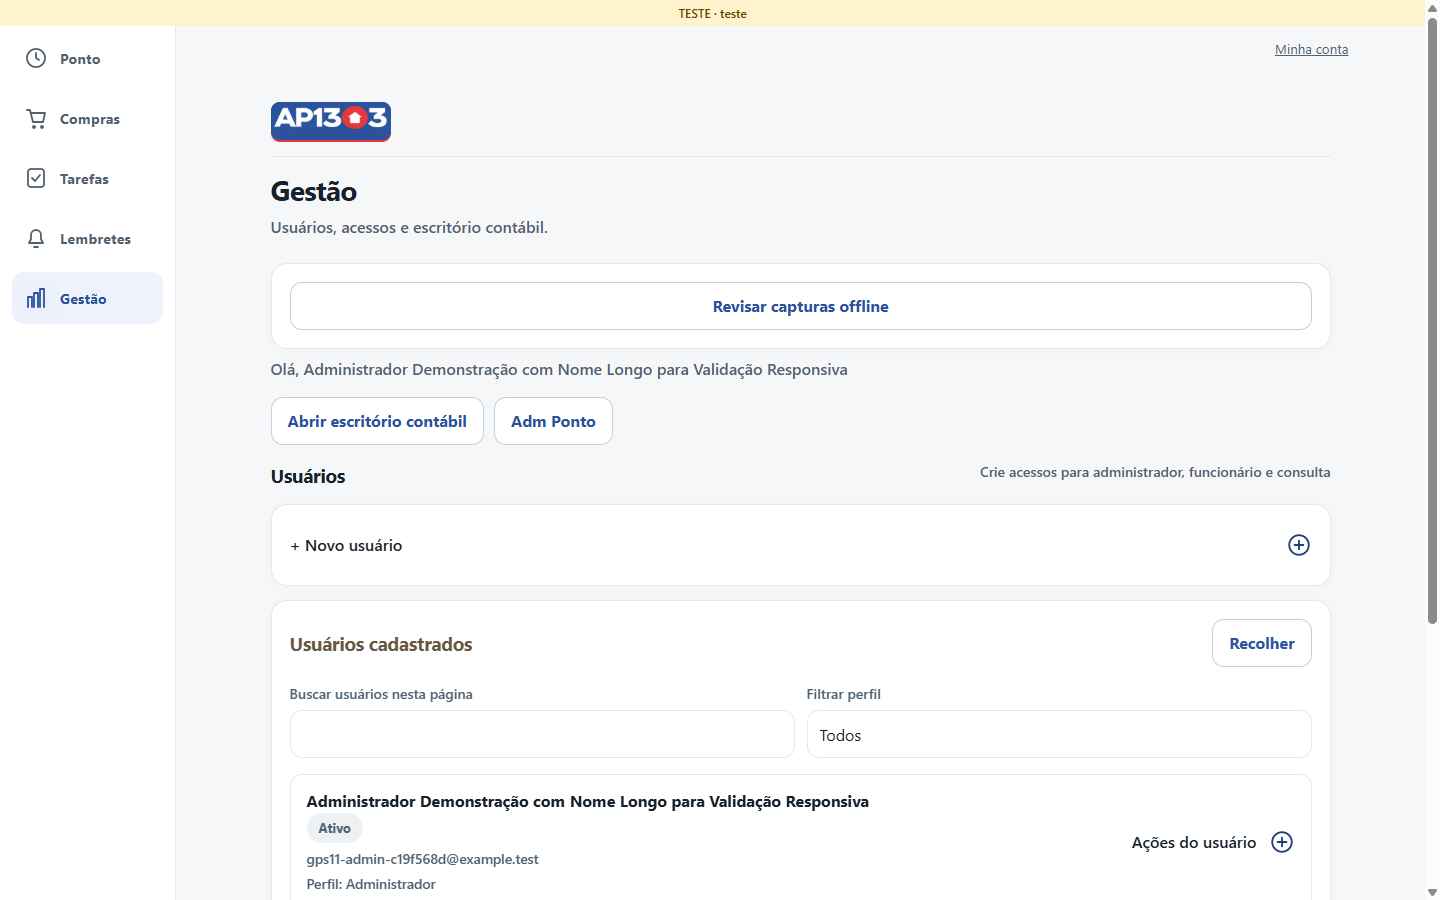 TESTE · teste
Minha conta
Ponto
Compras
Tarefas
Lembretes
Gestão
AP1303
Gestão
Usuários, acessos e escritório contábil.
Revisar capturas offline
Olá, Administrador Demonstração com Nome Longo para Validação Responsiva
Abrir escritório contábil
Adm Ponto
Usuários
Crie acessos para administrador, funcionário e consulta
+ Novo usuário
Usuários cadastrados
Recolher
Buscar usuários nesta página
Filtrar perfil
Todos
Administrador Demonstração com Nome Longo para Validação Responsiva
Ativo
gps11-admin-c19f568d@example.test
Perfil: Administrador
Ações do usuário